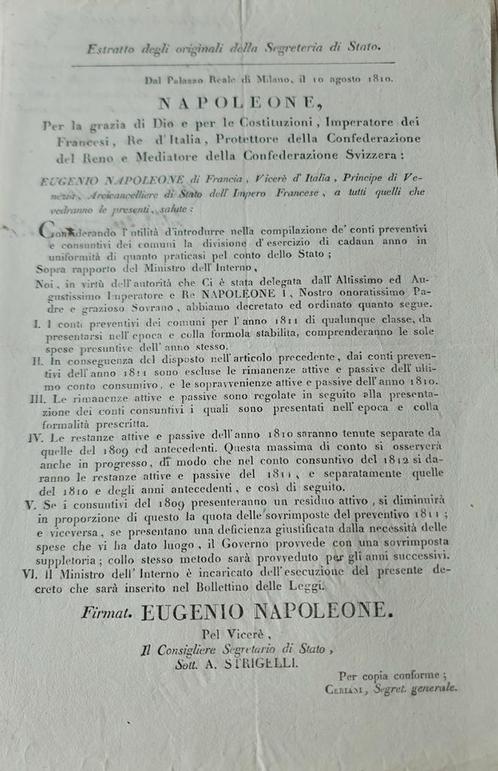 Estratto degli originali della Segreteria di Stato.
Dal Palazzo Reale di Milano, il 10 agosto 1810.
NAPOLEONE,
Per la grazia di Dio e per le Costituzioni, Imperatore dei
Francesi, Re d'Italia, Protettore della Confederazione
del Reno e Mediatore della Confederazione Svizzera:
EUGENIO NAPOLEONE di Francia, Vicerè d'Italia, Principe di Ve-
nezia, Arcicancelliere di Stato dell'Impero Francese, a tutti quelli che
vedranno le presenti, salute:
Considerando l'utilità d'introdurre nella compilazione de' conti preventivi
e consuntivi dei comuni la divisione d'esercizio di cadaun anno in
uniformità di quanto praticasi pel conto dello Stato;
Sopra rapporto del Ministro dell'Interno,
Noi, in virtù dell'autorità che Ci è stata delegata dall'Altissimo ed Au-
gustissimo Imperatore e Re NAPOLEONE I, Nostro onoratissimo Pa-
dre e grazioso Sovrano, abbiamo decretato ed ordinato quanto segue.
I. I conti preventivi dei comuni per l'anno 1811 di qualunque classe, da
presentarsi nell'epoca e colla formola stabilita, comprenderanno le sole
spese presuntive dell'anno stesso.
II. In conseguenza del disposto nell'articolo precedente, dai conti preven-
tivi dell'anno 1811 sono escluse le rimanenze attive e passive dell'ulti-
mo conto consuntivo, e le sopravvenienze attive e passive dell'anno 1810.
III. Le rimanenze attive e passive sono regolate in seguito alla presenta-
zione dei conti consuntivi i quali sono presentati nell'epoca e colla
formalità prescritta.
IV. Le restanze attive e passive dell'anno 1810 saranno tenute separate da
quelle del 1809 ed antecedenti. Questa massima di conto si osserverà
anche in progresso, di modo che nel conto consuntivo del 1812 si da-
ranno le restanze attive e passive del 1811, e separatamente quelle
del 1810 e degli anni antecedenti, e così di seguito.
V. Se i consuntivi del 1809 presenteranno un residuo attivo, si diminuirà
in proporzione di questo la quota delle sovrimposte del preventivo 1811;
e viceversa, se presentano una deficienza giustificata dalla necessità delle
spese che vi ha dato luogo, il Governo provvede con una sovrimposta
suppletoria; collo stesso metodo sarà provveduto per gli anni successivi.
VI. Il Ministro dell'Interno è incaricato dell'esecuzione del presente de-
creto che sarà inserito nel Bollettino delle Leggi.
Firmat. EUGENIO NAPOLEONE.
Pel Vicerè,
Il Consigliere Segretario di Stato,
Sott. A. STRIGELLI.
Per copia conforme;
CERIANI, Segret. generale.